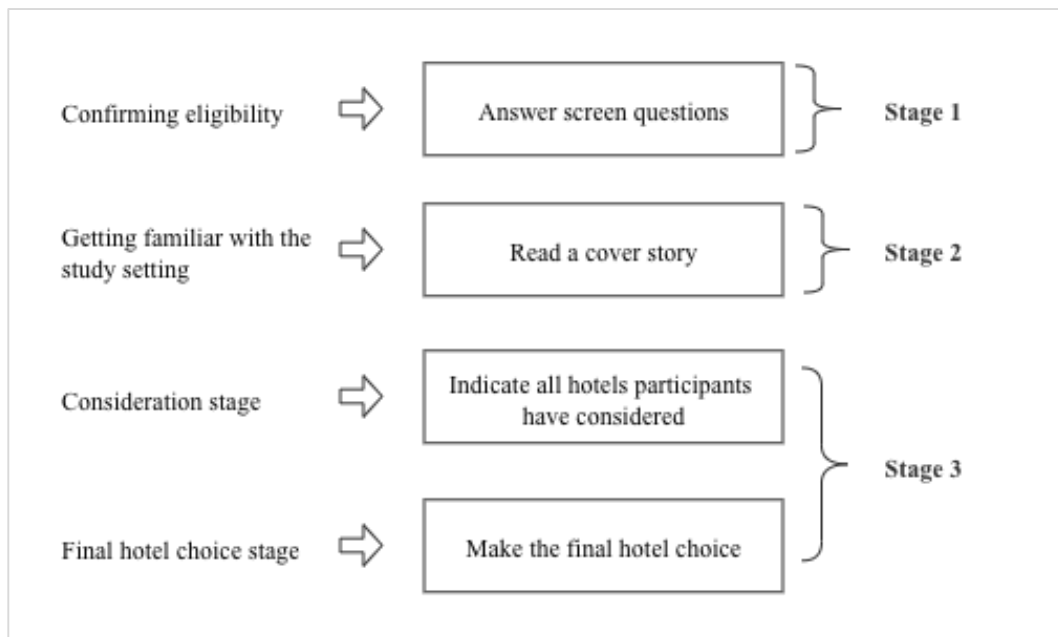 Confirming eligibility
Answer screen questions
Stage 1
Getting familiar with the
study setting
Read a cover story
Stage 2
Consideration stage
Indicate all hotels participants
have considered
Stage 3
Final hotel choice stage
Make the final hotel choice